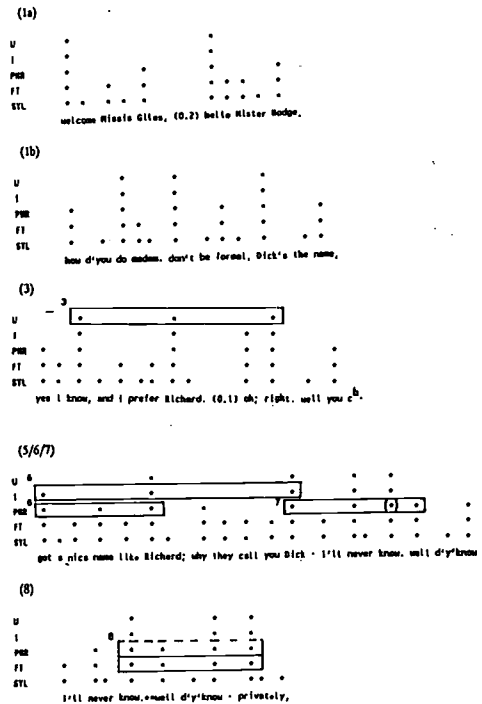 (1a)
U
I
PHR
FT
STL
welcome Missis Giles, (0.2) hello Mister Hodge,
(1b)
U
I
PHR
FT
STL
how d'you do madam. don't be formal, Dick's the name,
(3)
3
U
I
PHR
FT
STL
yes I know, and I prefer Richard. (0.1) oh; right. well you c
(5/6/7)
U
I
PHR
7
FT
STL
got a nice name like Richard; why they call you Dick - I'll never know. well d'y'know
(8)
U
I
8
PHR
FT
STL
I'll never know.=well d'y'know - privately,